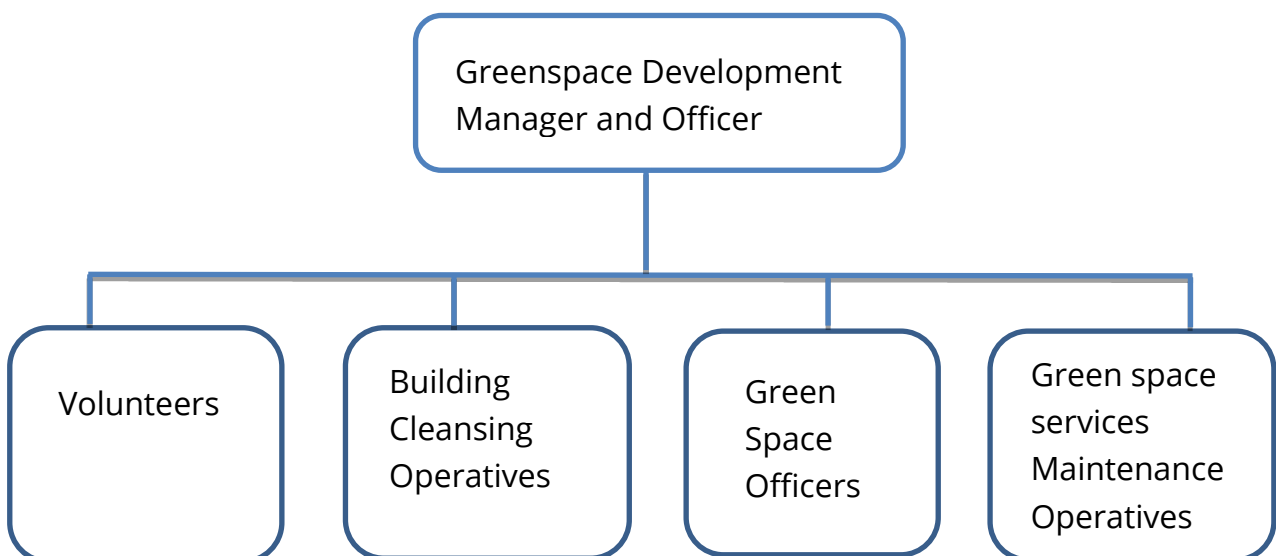 Greenspace Development
Manager and Officer
Volunteers
Building
Cleansing
Operatives
Green
Space
Officers
Green space
services
Maintenance
Operatives